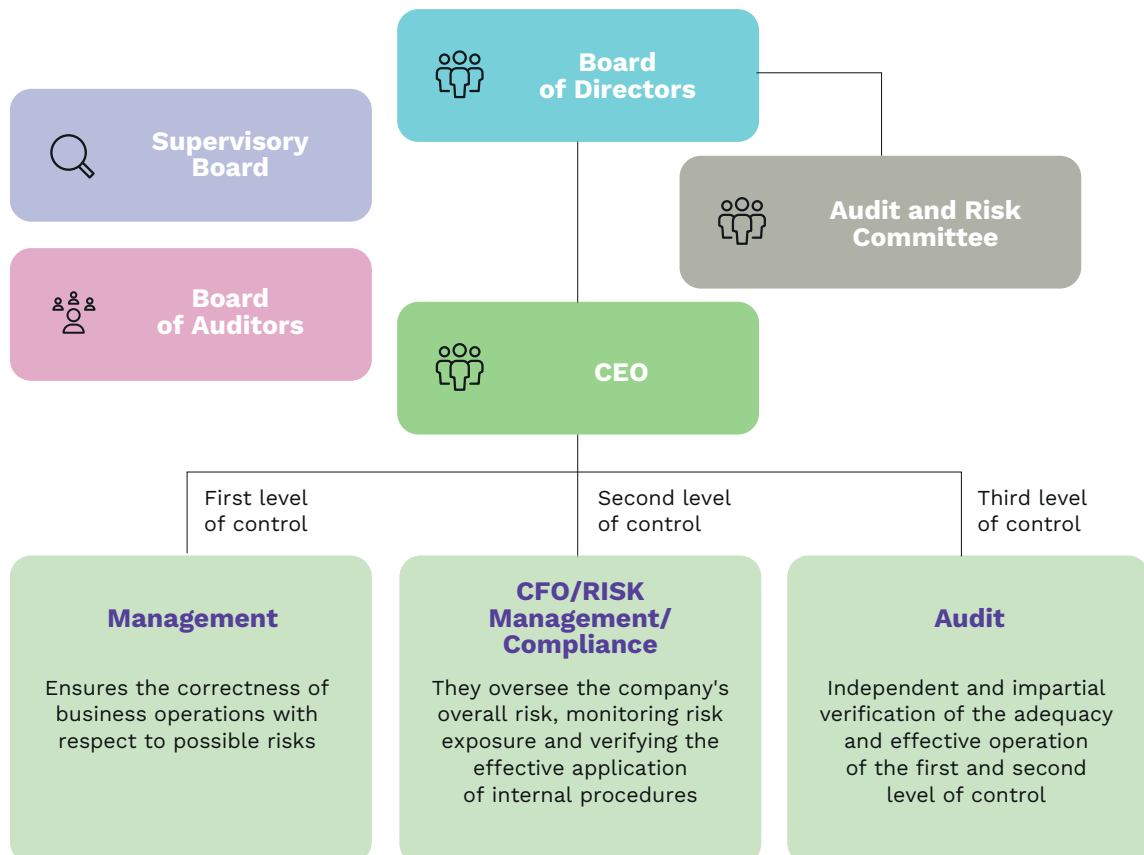 Board
of Directors
Supervisory
Board
Audit and Risk
Committee
Board
of Auditors
CEO
First level
of control
Second level
of control
Third level
of control
Management
Ensures the correctness of
business operations with
respect to possible risks
CFO/RISK
Management/
Compliance
They oversee the company's
overall risk, monitoring risk
exposure and verifying the
effective application
of internal procedures
Audit
Independent and impartial
verification of the adequacy
and effective operation
of the first and second
level of control